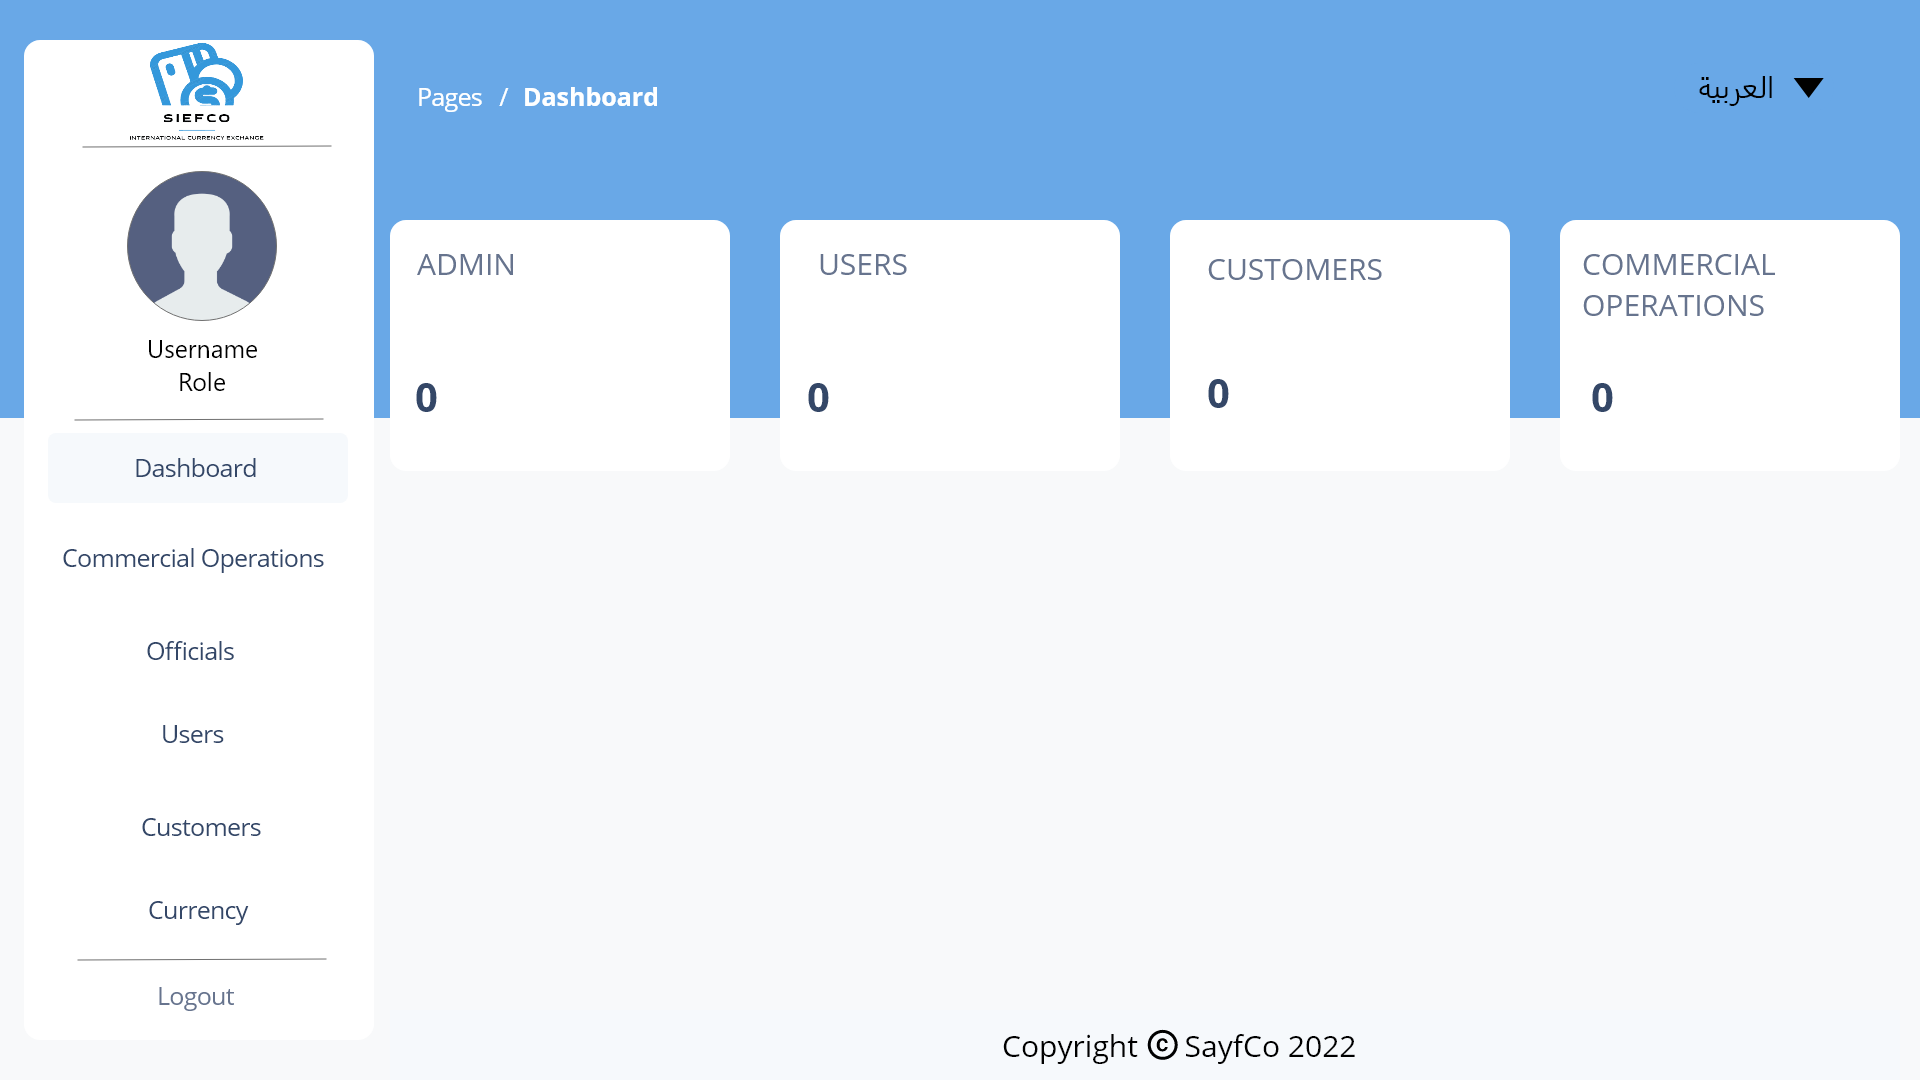 SIEFCO
INTERNATIONAL CURRENCY EXCHANGE
Username
Role
Dashboard
Commercial Operations
Officials
Users
Customers
Currency
Logout
Pages / Dashboard
العربية
ADMIN
0
USERS
0
CUSTOMERS
0
COMMERCIAL
OPERATIONS
0
Copyright © SayfCo 2022